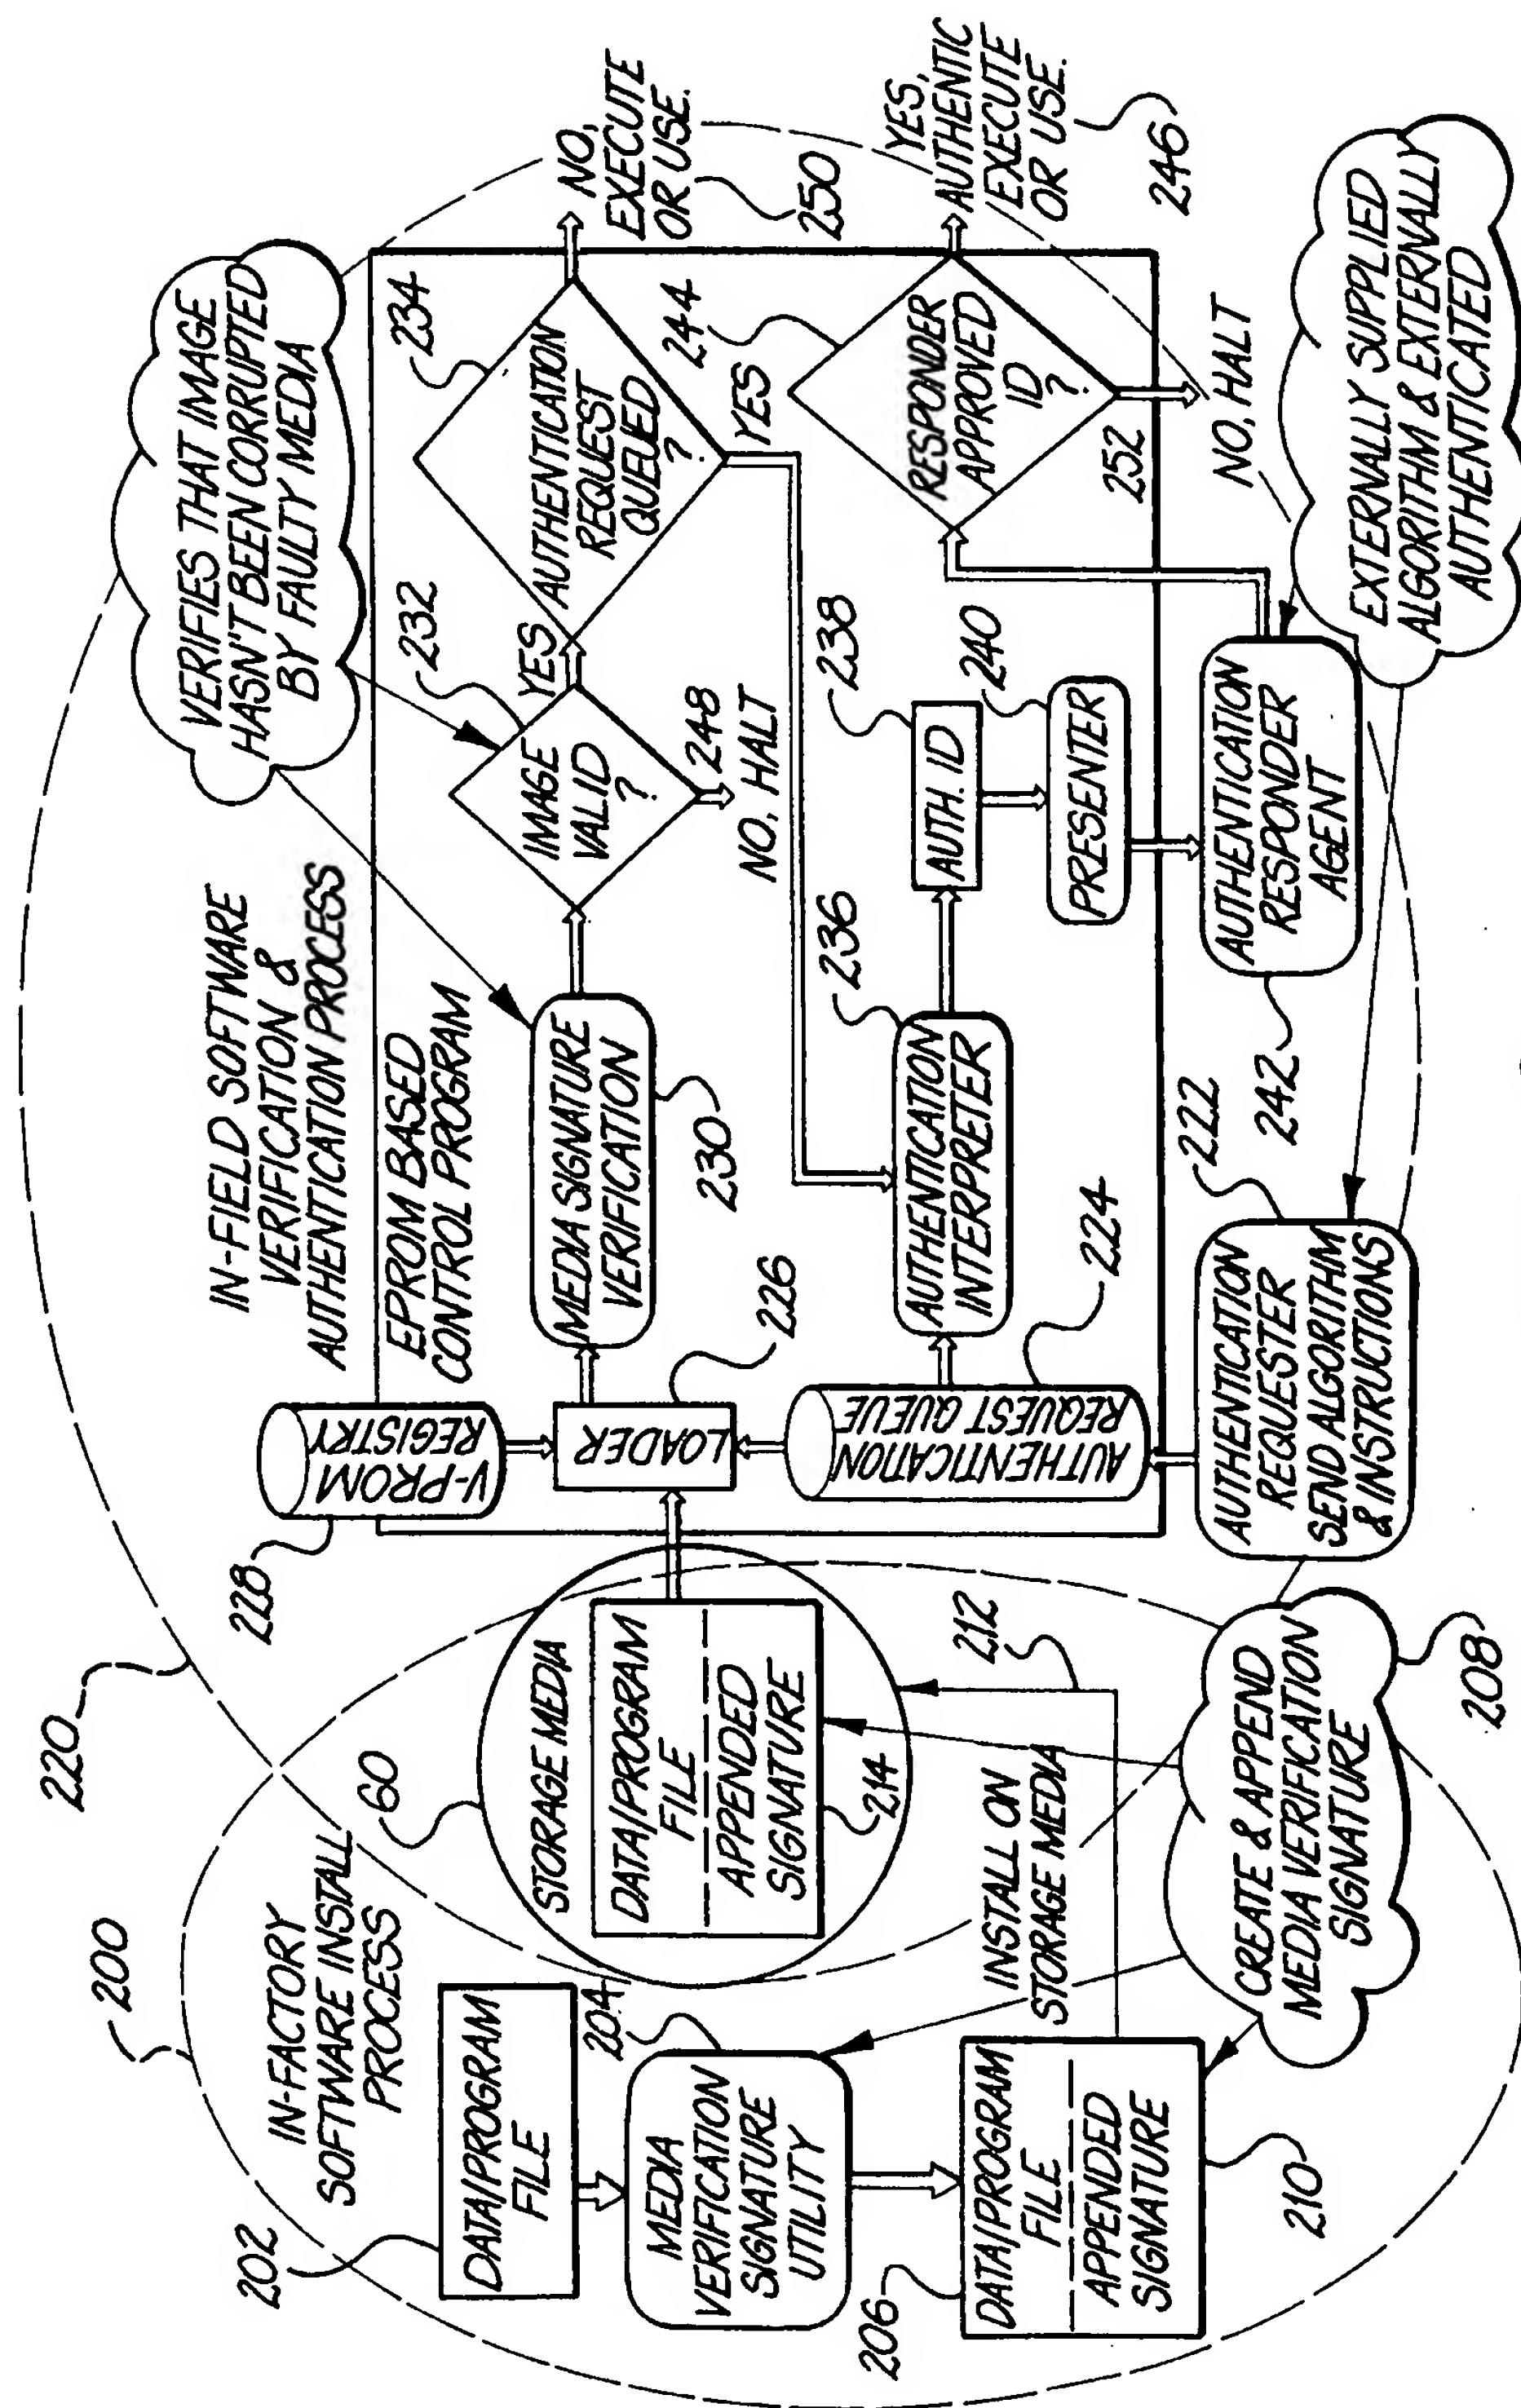 200
IN-FACTORY
SOFTWARE INSTALL
PROCESS
202
DATA/PROGRAM
FILE
204
MEDIA
VERIFICATION
SIGNATURE
UTILITY
206
DATA/PROGRAM
FILE
APPENDED
SIGNATURE
210
220
60
STORAGE MEDIA
DATA/PROGRAM
FILE
APPENDED
SIGNATURE
214
INSTALL ON
STORAGE MEDIA
212
CREATE & APPEND
MEDIA VERIFICATION
SIGNATURE
208
IN-FIELD SOFTWARE
VERIFICATION &
AUTHENTICATION PROCESS
228
V-PROM
REGISTRY
EPROM BASED
CONTROL PROGRAM
LOADER
226
AUTHENTICATION
REQUEST QUEUE
224
AUTHENTICATION
REQUESTER
SEND ALGORITHM
& INSTRUCTIONS
222
MEDIA SIGNATURE
VERIFICATION
230
AUTHENTICATION
INTERPRETER
236
VERIFIES THAT IMAGE
HASN'T BEEN CORRUPTED
BY FAULTY MEDIA
IMAGE
VALID
?
232
YES
248
NO, HALT
AUTH. ID
238
PRESENTER
240
AUTHENTICATION
RESPONDER
AGENT
242
AUTHENTICATION
REQUEST
QUEUED
?
234
YES
NO,
EXECUTE
OR USE.
250
RESPONDER
APPROVED
ID
?
244
252
NO, HALT
YES,
AUTHENTIC
EXECUTE
OR USE.
246
EXTERNALLY SUPPLIED
ALGORITHM & EXTERNALLY
AUTHENTICATED